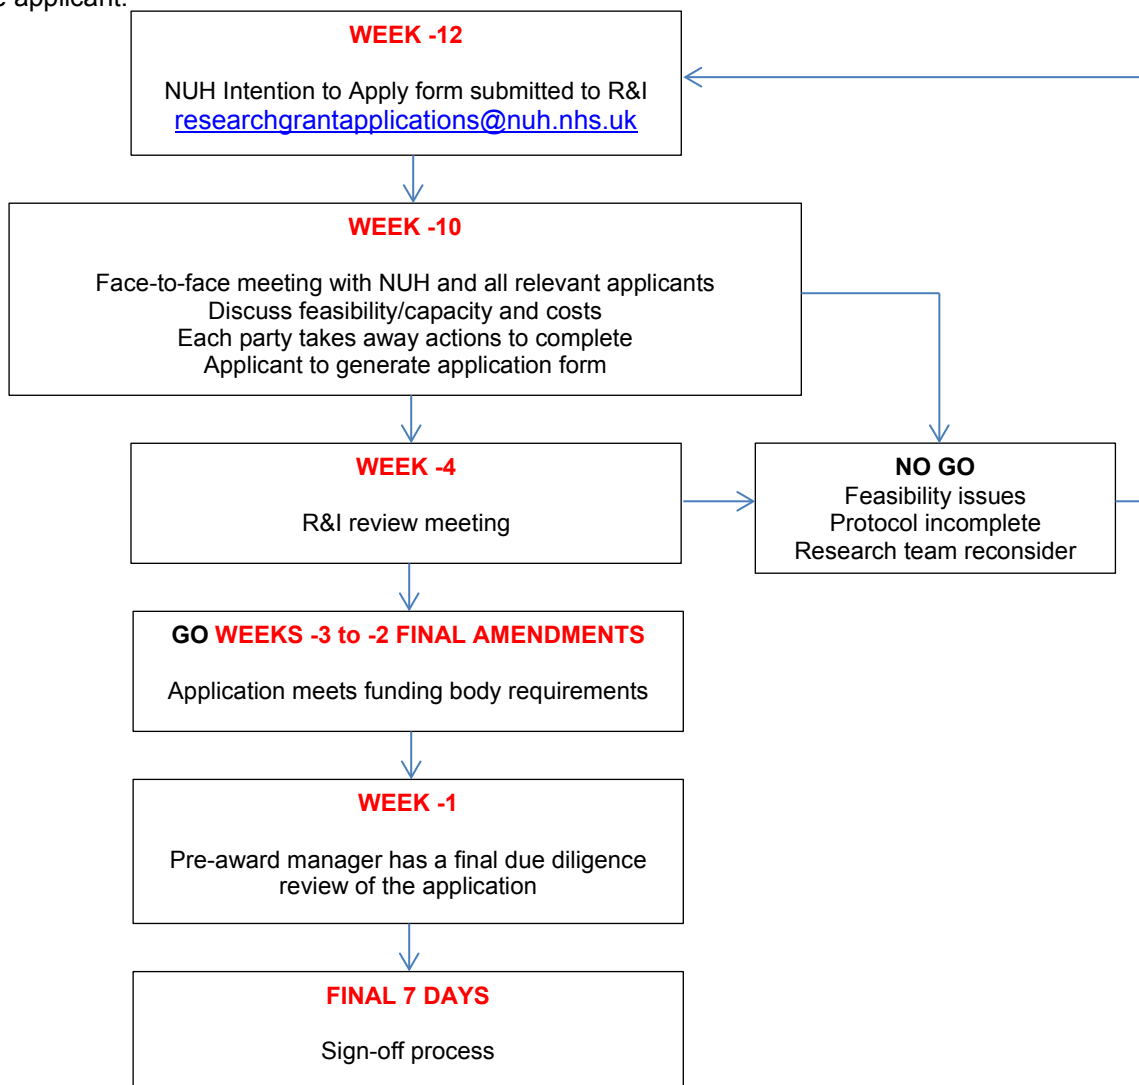 applicant.
WEEK -12
NUH Intention to Apply form submitted to R&I
researchgrantapplications@nuh.nhs.uk
WEEK -10
Face-to-face meeting with NUH and all relevant applicants
Discuss feasibility/capacity and costs
Each party takes away actions to complete
Applicant to generate application form
WEEK -4
R&I review meeting
NO GO
Feasibility issues
Protocol incomplete
Research team reconsider
GO WEEKS -3 to -2 FINAL AMENDMENTS
Application meets funding body requirements
WEEK -1
Pre-award manager has a final due diligence
review of the application
FINAL 7 DAYS
Sign-off process